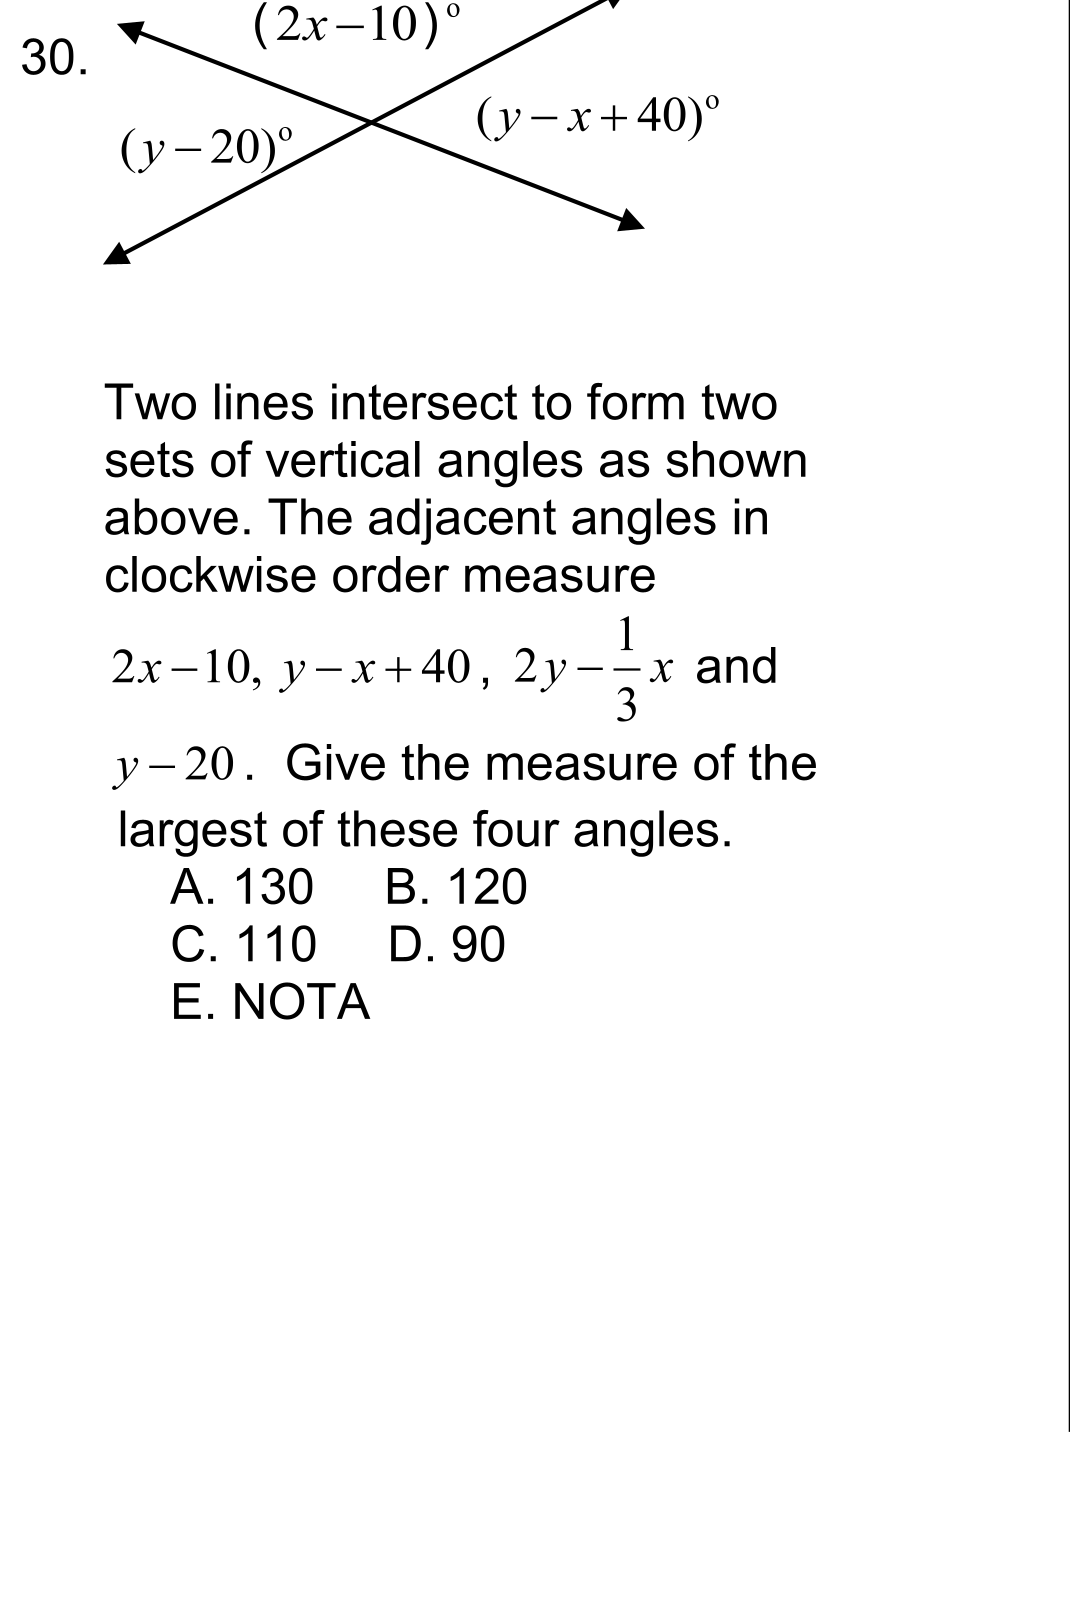 (2x−10)°
30.
(y−x+40)°
(y−20)°
Two lines intersect to form two
sets of vertical angles as shown
above. The adjacent angles in
clockwise order measure
2x−10, y−x+40, 2y−1/3x and
y−20. Give the measure of the
largest of these four angles.
A. 130 B. 120
C. 110 D. 90
E. NOTA